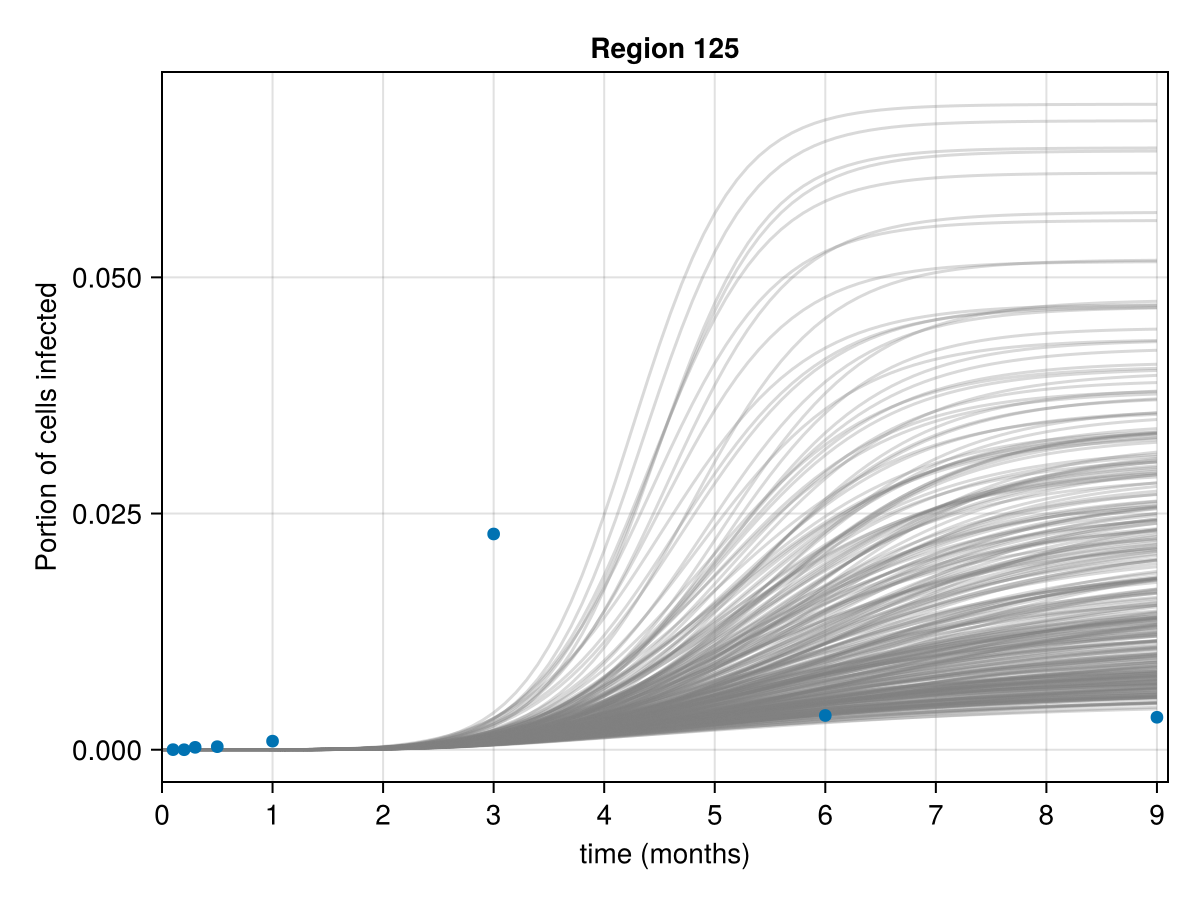 Region 125
Portion of cells infected
0.050
0.025
0.000
0 1 2 3 4 5 6 7 8 9
time (months)